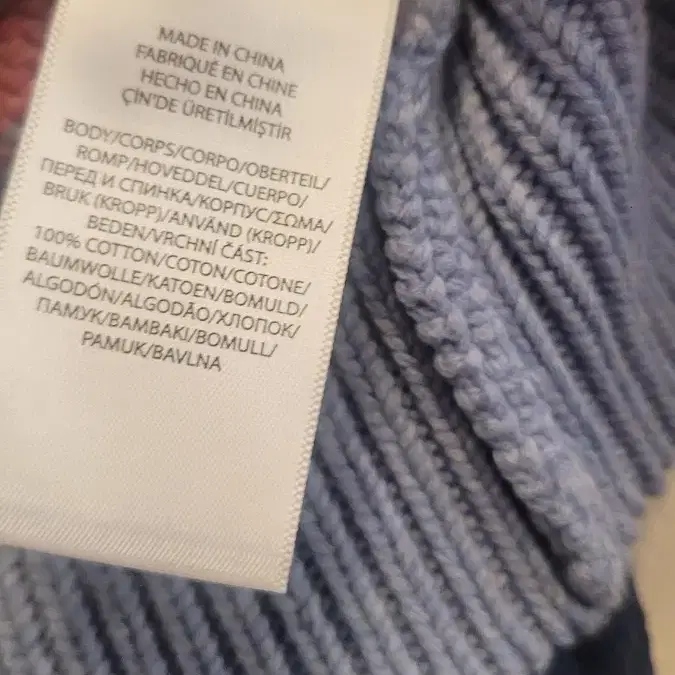 MADE IN CHINA
FABRIQUÉ EN CHINE
HECHO EN CHINA
ÇİN'DE ÜRETİLMİŞTİR
BODY/CORPS/CORPO/OBERTEIL/
ROMP/HOVEDDEL/CUERPO/
ПЕРЕД И СПИНКА/КОРПУС/ΣΩΜΑ/
BRUK (KROPP)/ANVÄND (KROPP)/
BEDEN/VRCHNÍ ČÁST:
100% COTTON/COTON/COTONE/
BAUMWOLLE/KATOEN/BOMULD/
ALGODÓN/ALGODÃO/ХЛОПОК/
ПАМУК/BAMBAKI/BOMULL/
PAMUK/BAVLNA